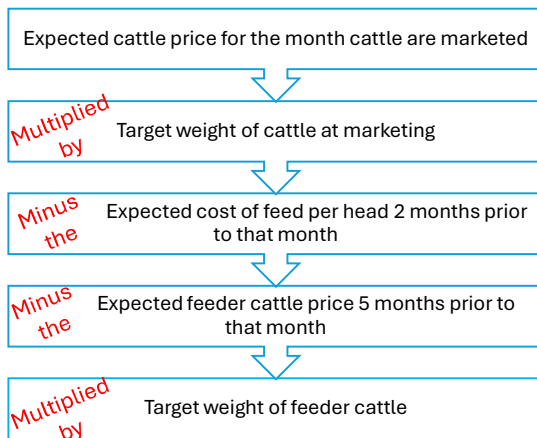 Expected cattle price for the month cattle are marketed
Multiplied
by
Target weight of cattle at marketing
Minus
the
Expected cost of feed per head 2 months prior
to that month
Minus
the
Expected feeder cattle price 5 months prior to
that month
Multiplied
by
Target weight of feeder cattle